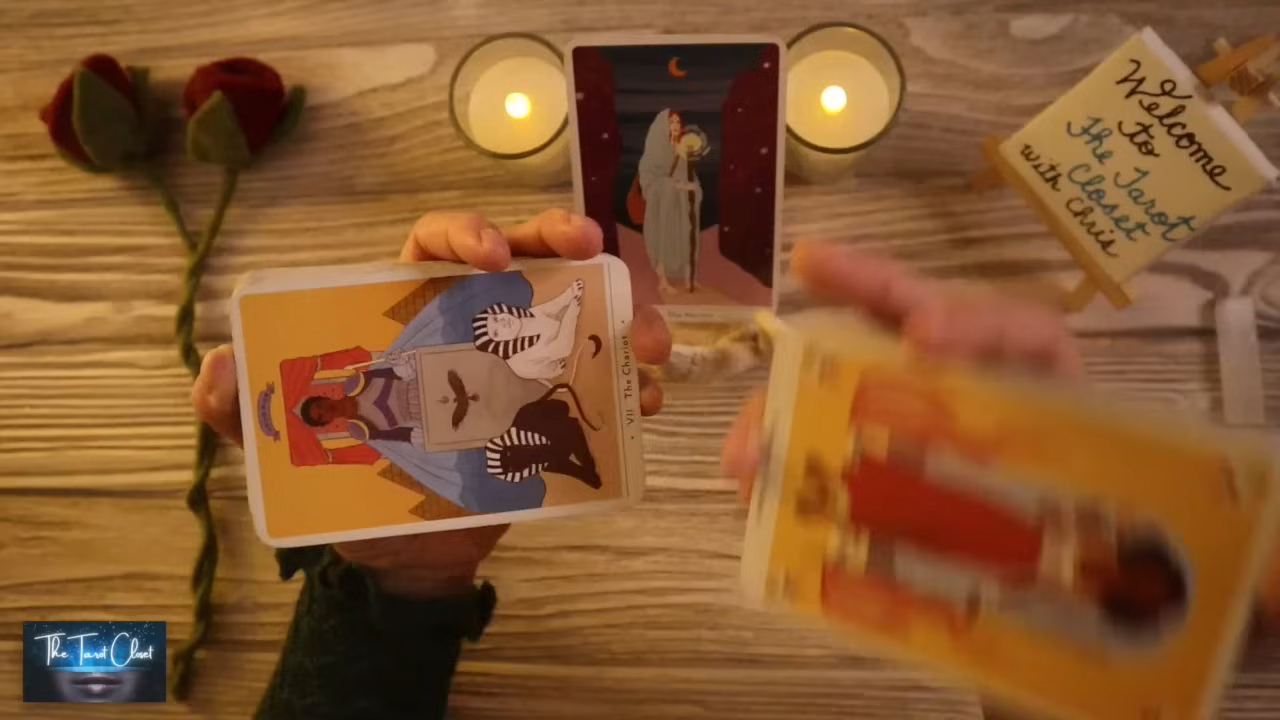 Welcome
to
The Tarot
Closet
with Chris
VII The Chariot
The Tarot Closet